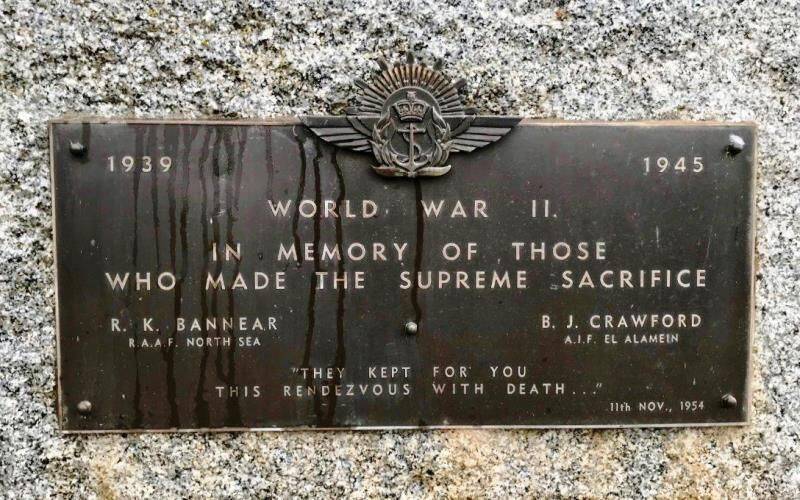 1939 1945
WORLD WAR II.
IN MEMORY OF THOSE
WHO MADE THE SUPREME SACRIFICE
R. K. BANNEAR B. J. CRAWFORD
R.A.A.F. NORTH SEA A.I.F. EL ALAMEIN
"THEY KEPT FOR YOU
THIS RENDEZVOUS WITH DEATH..."
11th NOV., 1954